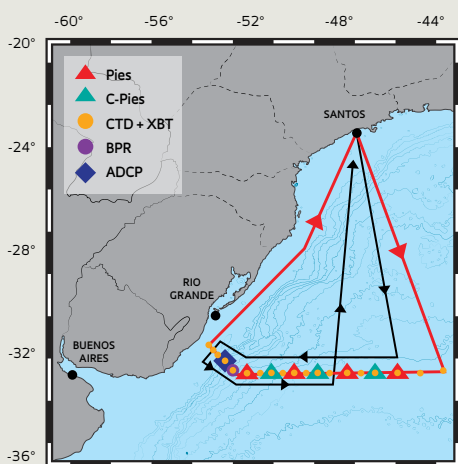 -60° -56° -52° -48° -44°
-20°
Pies
C-Pies
CTD + XBT
BPR
ADCP
SANTOS
-24°
-28°
RIO
GRANDE
BUENOS
AIRES
-32°
-36°